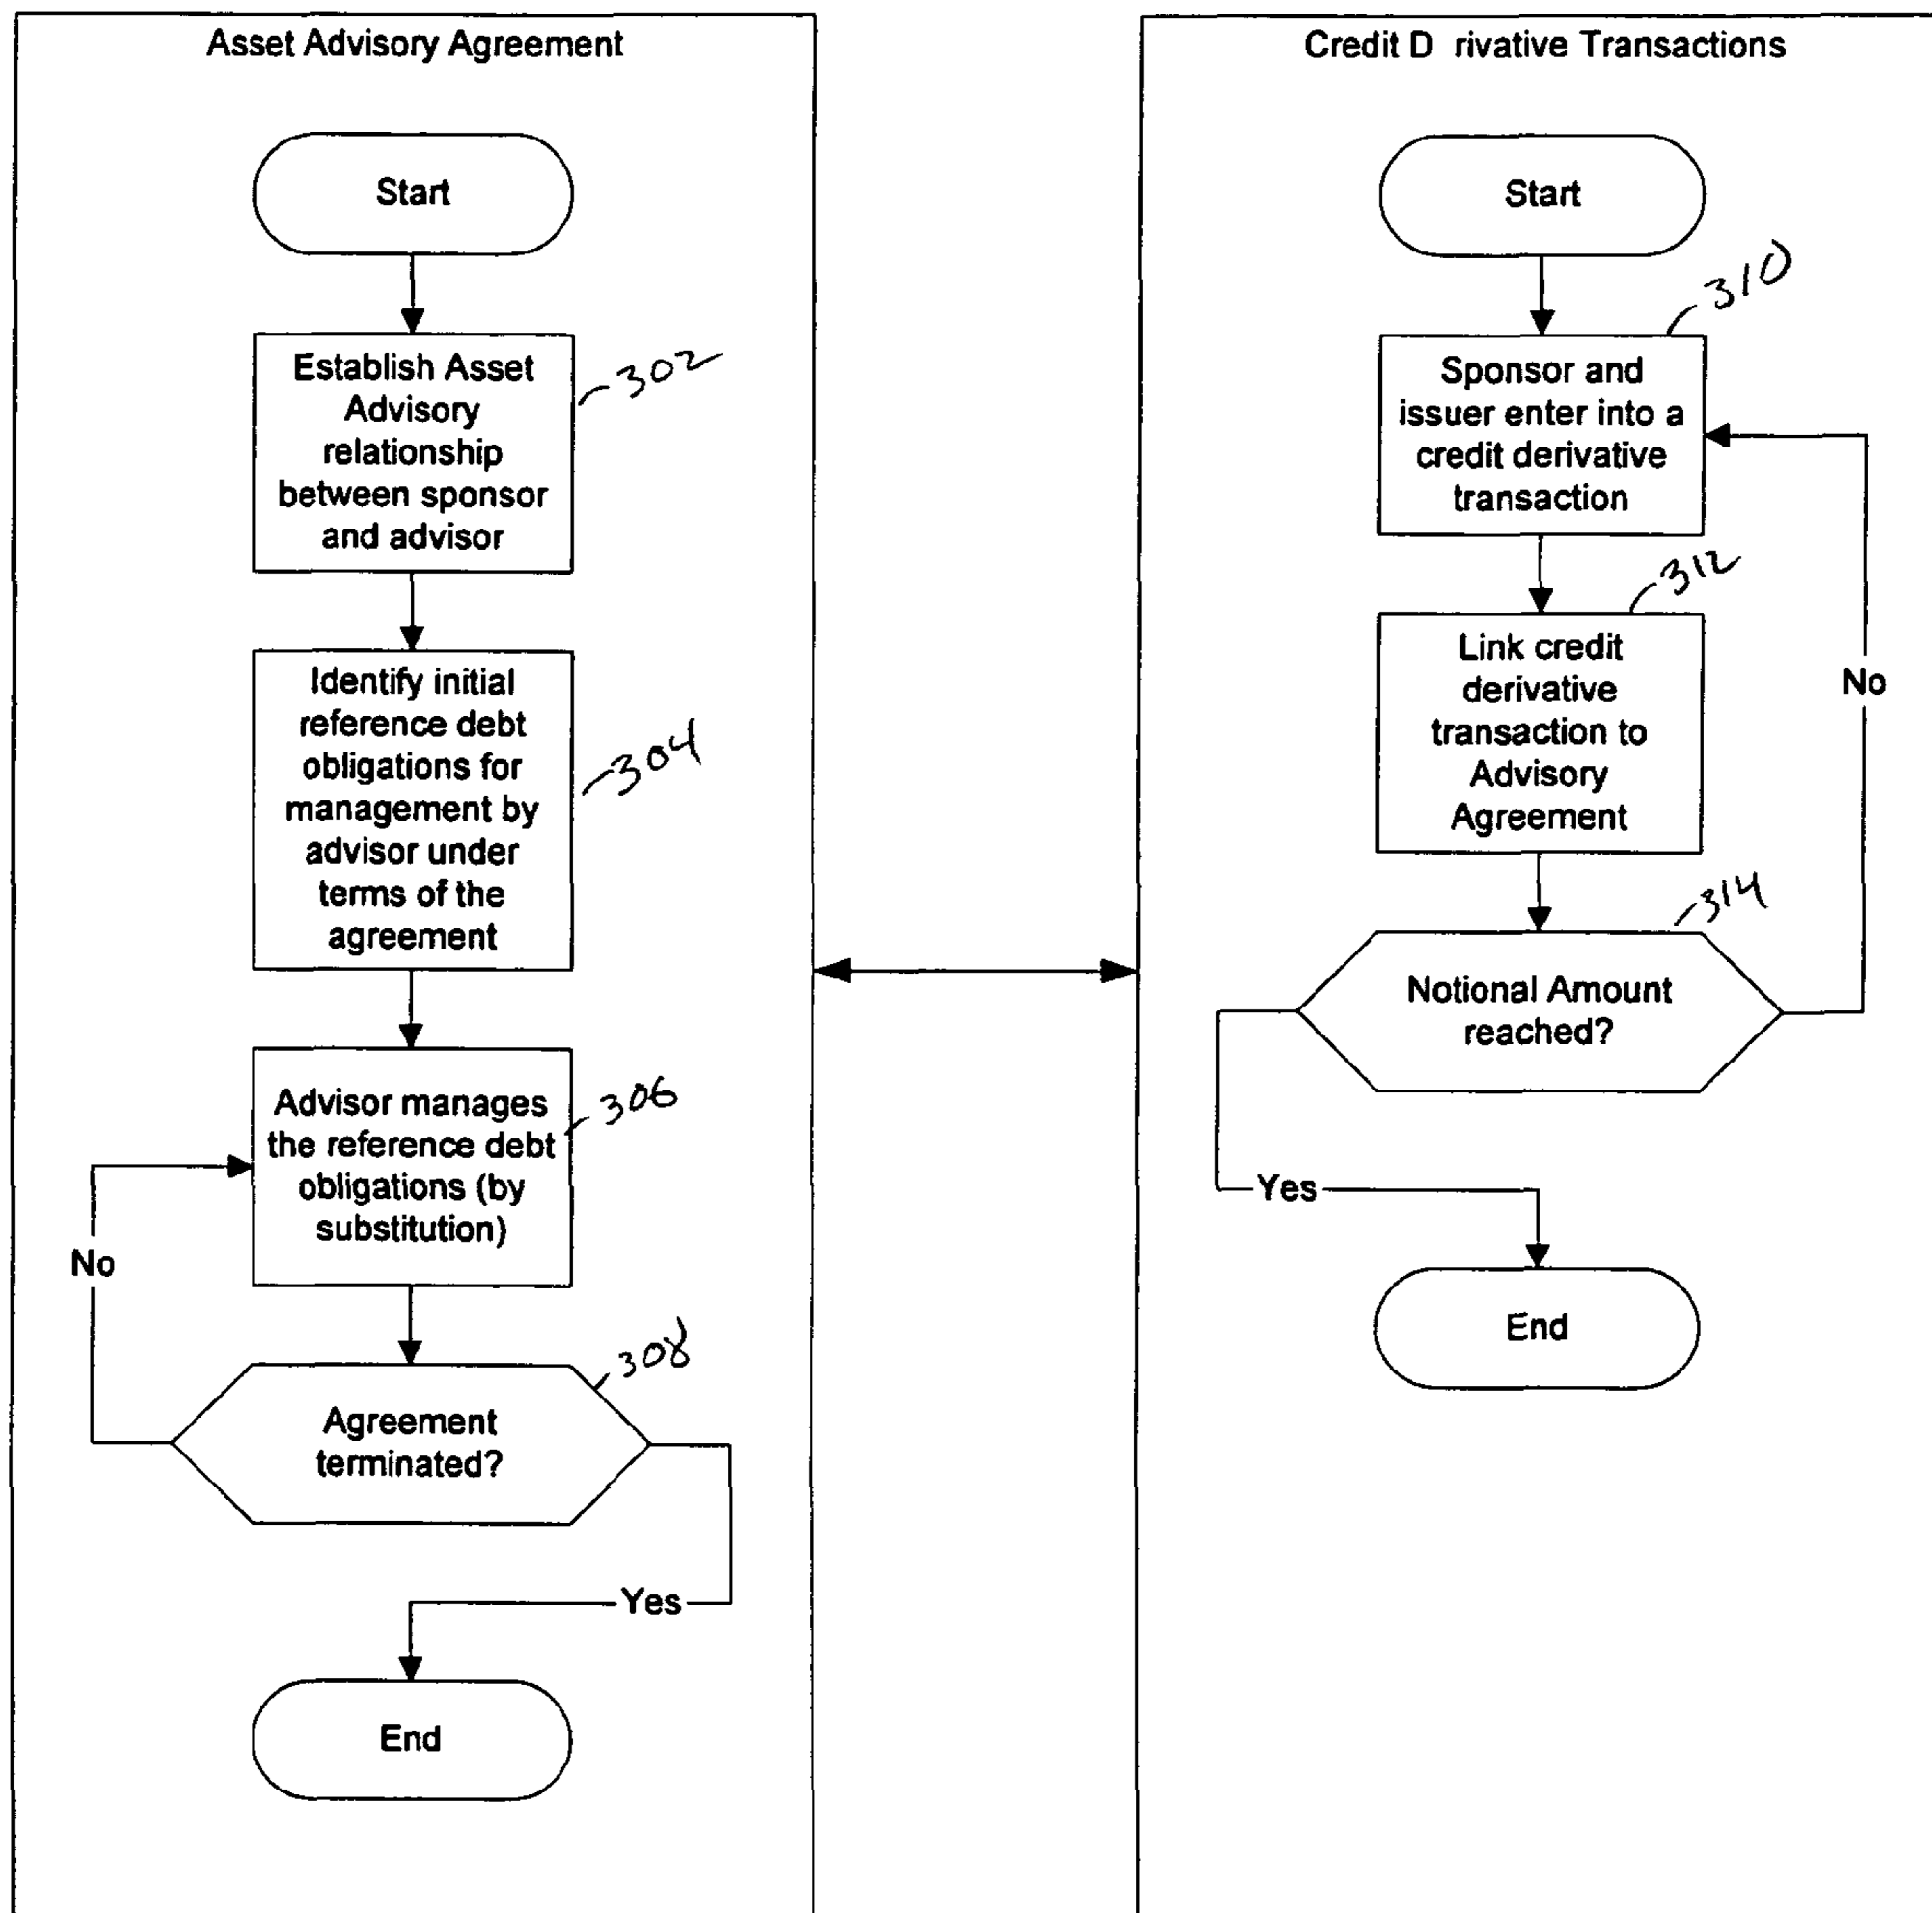 Asset Advisory Agreement
Start
Establish Asset
Advisory
relationship
between sponsor
and advisor
302
Identify initial
reference debt
obligations for
management by
advisor under
terms of the
agreement
304
Advisor manages
the reference debt
obligations (by
substitution)
306
No
Agreement
terminated?
308
Yes
End
Credit D rivative Transactions
Start
310
Sponsor and
issuer enter into a
credit derivative
transaction
312
Link credit
derivative
transaction to
Advisory
Agreement
No
314
Notional Amount
reached?
Yes
End